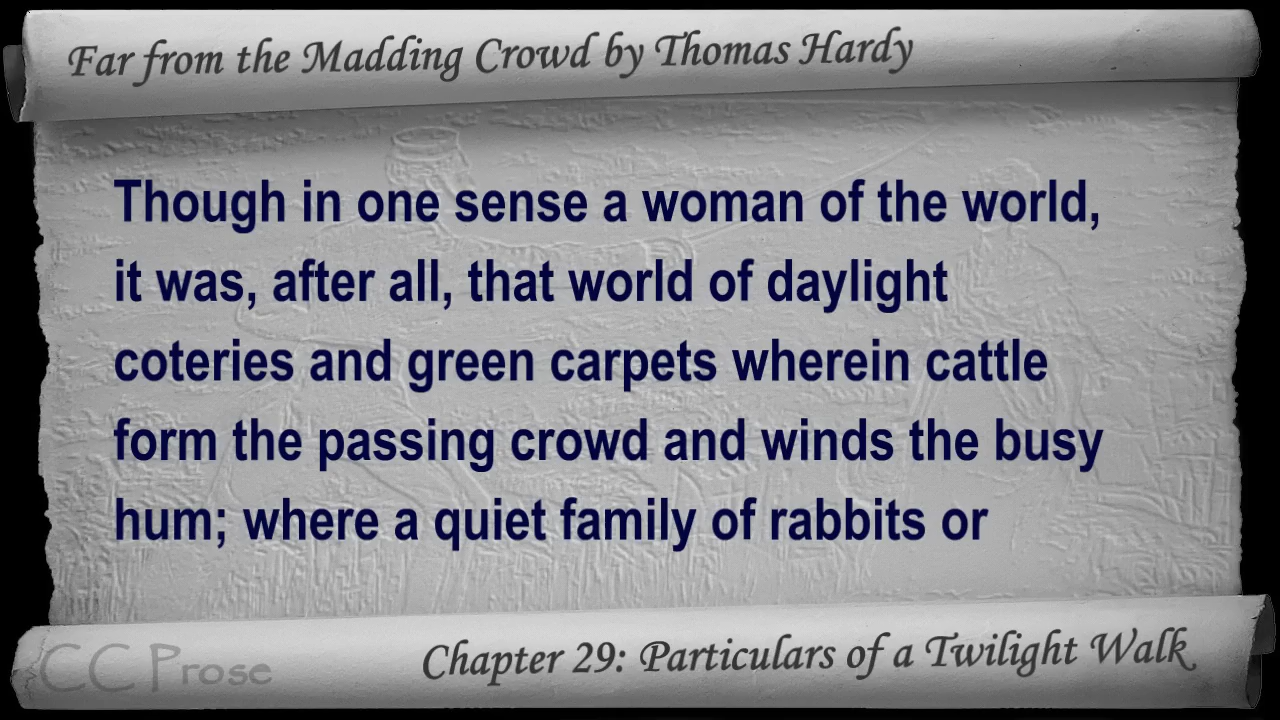 Far from the Madding Crowd by Thomas Hardy
Though in one sense a woman of the world,
it was, after all, that world of daylight
coteries and green carpets wherein cattle
form the passing crowd and winds the busy
hum; where a quiet family of rabbits or
CC Prose
Chapter 29: Particulars of a Twilight Walk